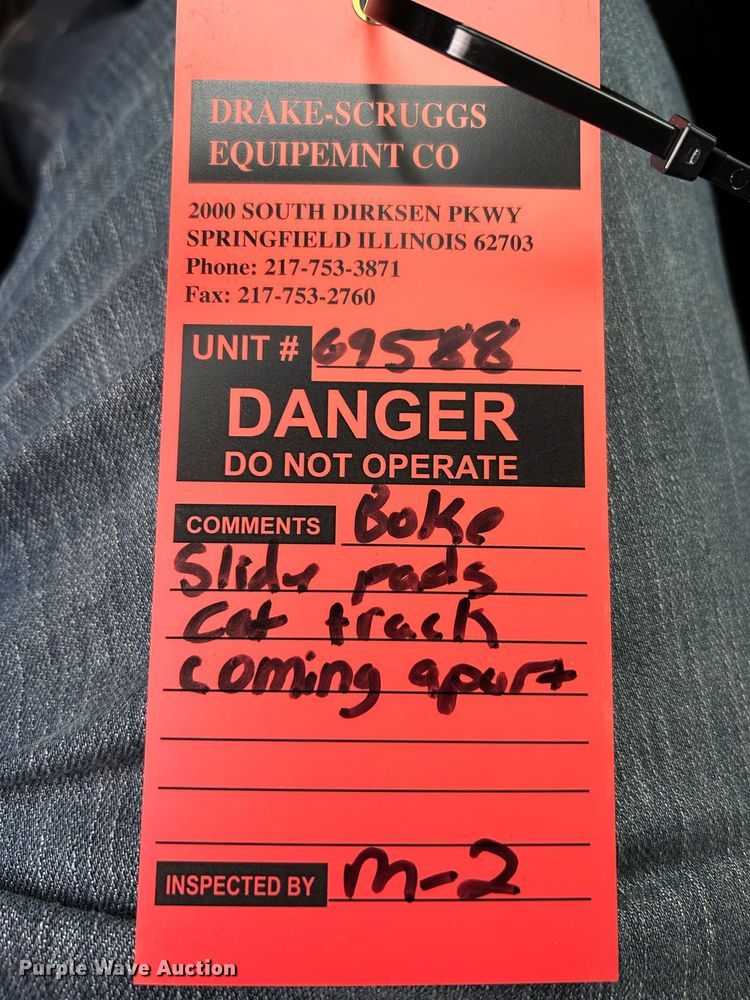 DRAKE-SCRUGGS
EQUIPEMNT CO
2000 SOUTH DIRKSEN PKWY
SPRINGFIELD ILLINOIS 62703
Phone: 217-753-3871
Fax: 217-753-2760
UNIT # 69588
DANGER
DO NOT OPERATE
COMMENTS Boke
Slide pads
Cat track
coming apart
INSPECTED BY m-2
Purple Wave Auction